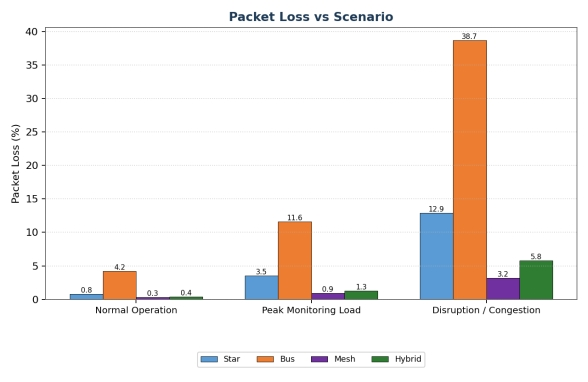 Packet Loss vs Scenario
Packet Loss (%)
40
35
30
25
20
15
10
5
0
0.8
4.2
0.3
0.4
3.5
11.6
0.9
1.3
12.9
38.7
3.2
5.8
Normal Operation
Peak Monitoring Load
Disruption / Congestion
Star
Bus
Mesh
Hybrid